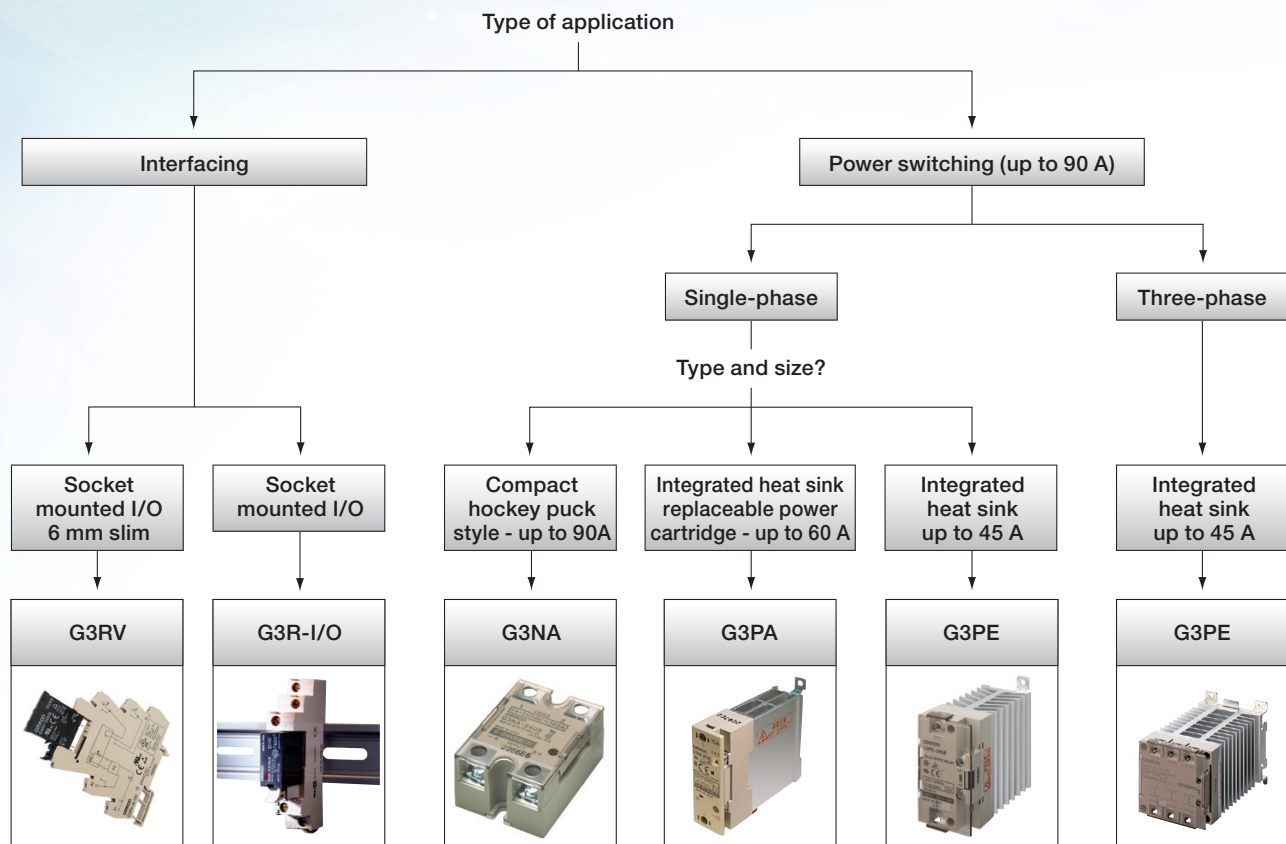 Type of application
Interfacing
Power switching (up to 90 A)
Single-phase
Three-phase
Type and size?
Socket
mounted I/O
6 mm slim
Socket
mounted I/O
Compact
hockey puck
style - up to 90A
Integrated heat sink
replaceable power
cartridge - up to 60 A
Integrated
heat sink
up to 45 A
Integrated
heat sink
up to 45 A
G3RV
G3R-I/O
G3NA
G3PA
G3PE
G3PE